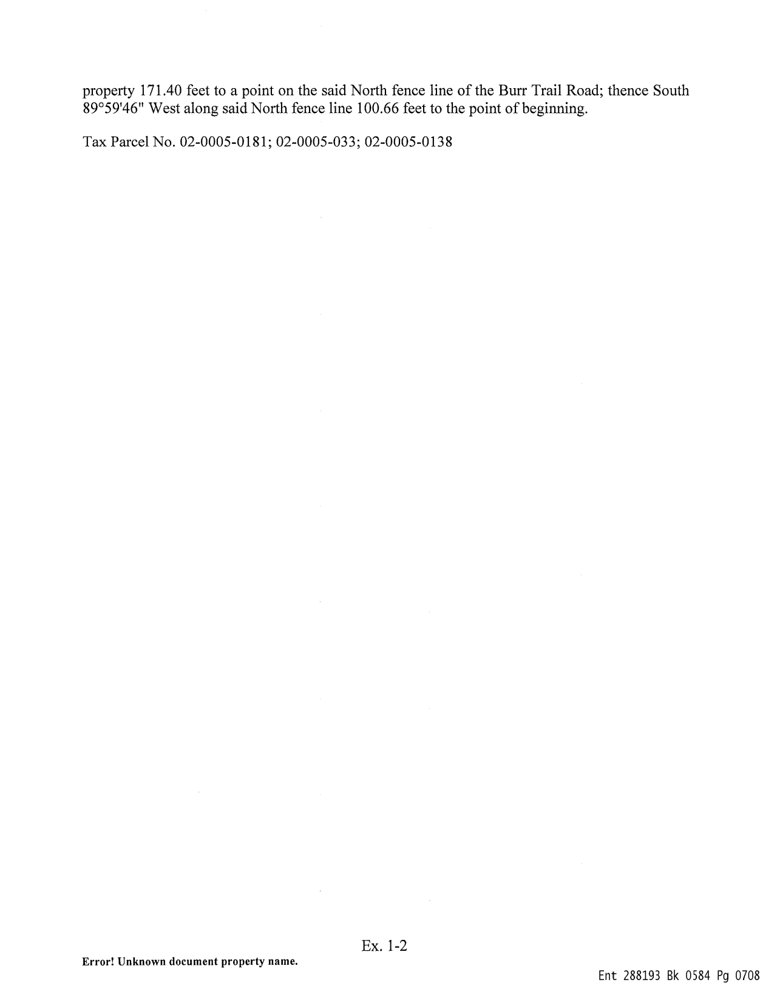 property 171.40 feet to a point on the said North fence line of the Burr Trail Road; thence South
89°59'46" West along said North fence line 100.66 feet to the point of beginning.
Tax Parcel No. 02-0005-0181; 02-0005-033; 02-0005-0138
Ex. 1-2
Error! Unknown document property name.
Ent 288193 Bk 0584 Pg 0708